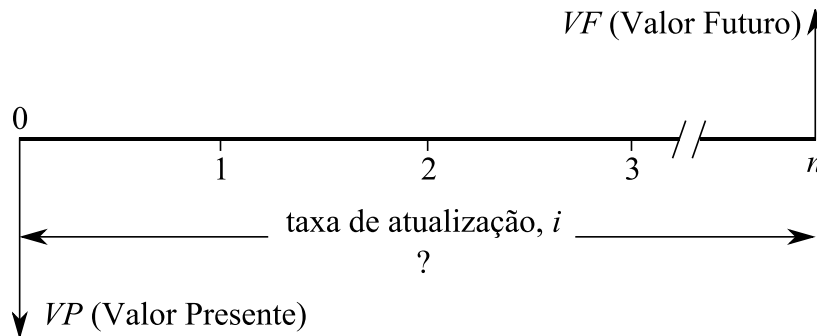 VF (Valor Futuro)
0
1
2
3
n
taxa de atualização, i
?
VP (Valor Presente)